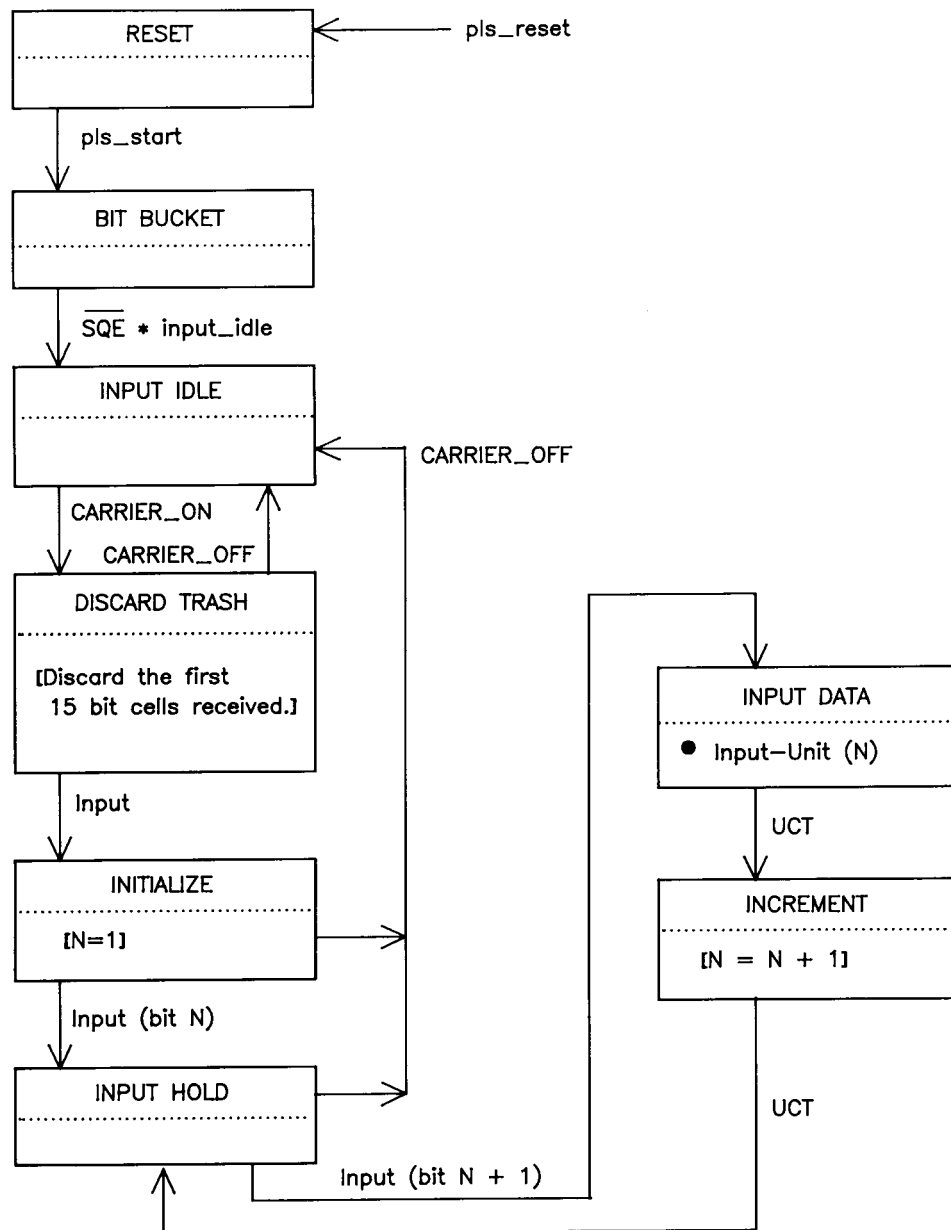 RESET
pls_reset
pls_start
BIT BUCKET
SQE * input_idle
INPUT IDLE
CARRIER_OFF
CARRIER_ON
CARRIER_OFF
DISCARD TRASH
[Discard the first
15 bit cells received.]
Input
INITIALIZE
[N=1]
Input (bit N)
INPUT HOLD
Input (bit N + 1)
INPUT DATA
● Input-Unit (N)
UCT
INCREMENT
[N = N + 1]
UCT